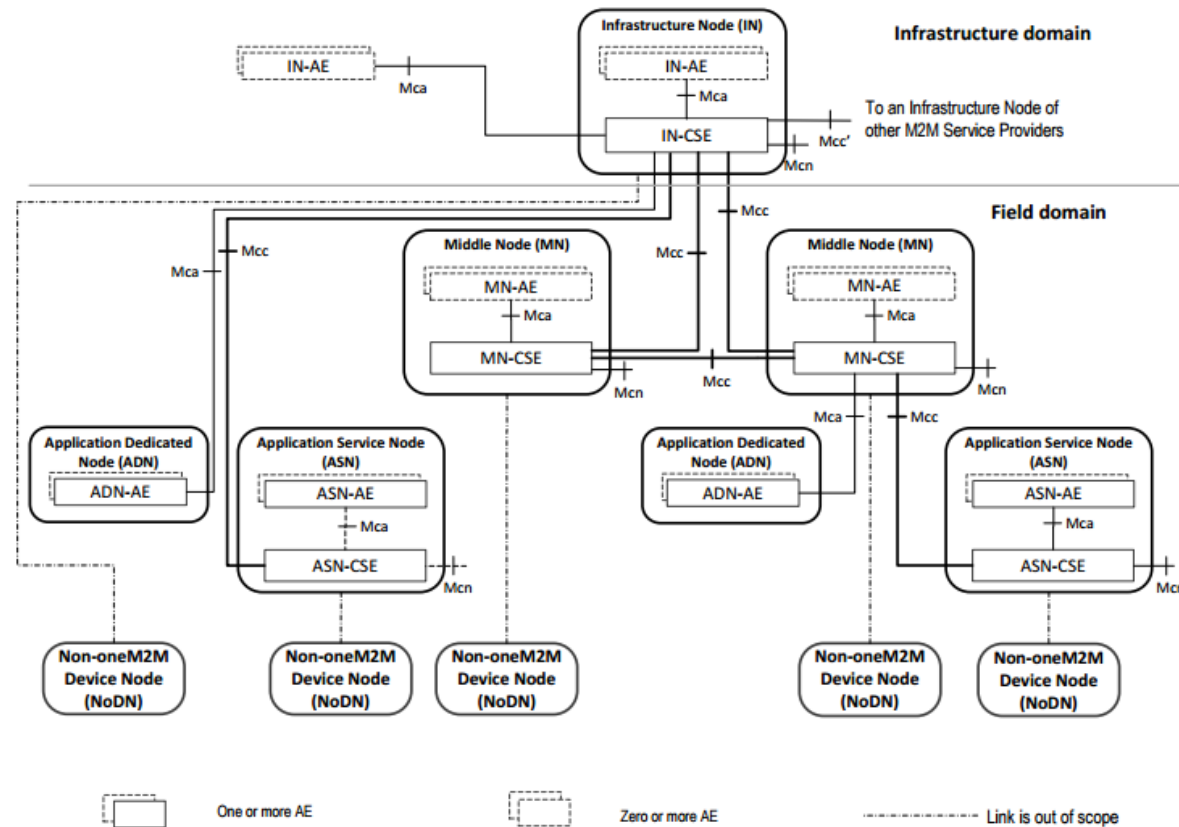 Infrastructure Node (IN)
Infrastructure domain
IN-AE
IN-AE
Mca
Mca
To an Infrastructure Node of
other M2M Service Providers
IN-CSE
Mcc'
Mcn
Field domain
Mcc
Mcc
Mcc
Mca
Middle Node (MN)
Middle Node (MN)
MN-AE
MN-AE
Mca
Mca
MN-CSE
MN-CSE
Mcc
Mcn
Mcn
Mca
Mcc
Application Dedicated
Node (ADN)
ADN-AE
Application Service Node
(ASN)
ASN-AE
Mca
ASN-CSE
Mcn
Application Dedicated
Node (ADN)
ADN-AE
Application Service Node
(ASN)
ASN-AE
Mca
ASN-CSE
Mcn
Non-oneM2M
Device Node
(NoDN)
Non-oneM2M
Device Node
(NoDN)
Non-oneM2M
Device Node
(NoDN)
Non-oneM2M
Device Node
(NoDN)
Non-oneM2M
Device Node
(NoDN)
One or more AE
Zero or more AE
Link is out of scope